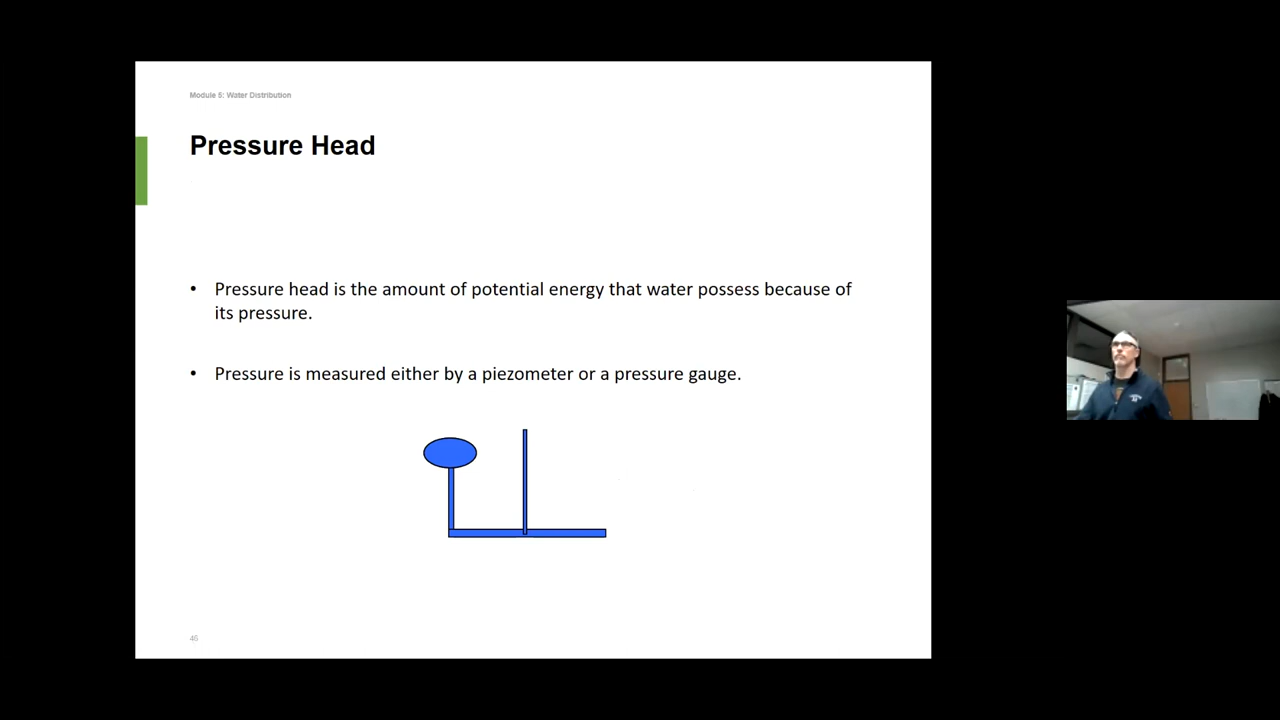 Module 5: Water Distribution
Pressure Head
• Pressure head is the amount of potential energy that water possess because of
its pressure.
• Pressure is measured either by a piezometer or a pressure gauge.
46